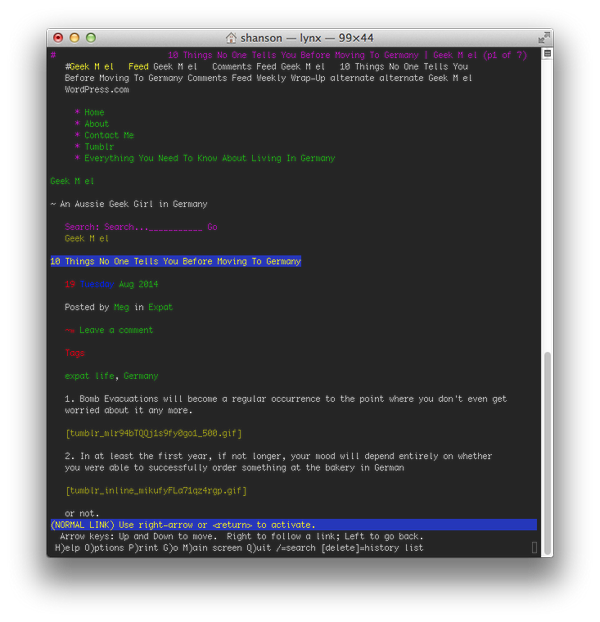 shanson — lynx — 99×44
# 10 Things No One Tells You Before Moving To Germany | Geek M el (p1 of 7)
#Geek M el Feed Geek M el Comments Feed Geek M el 10 Things No One Tells You
Before Moving To Germany Comments Feed Weekly Wrap-Up alternate alternate Geek M el
WordPress.com
* Home
* About
* Contact Me
* Tumblr
* Everything You Need To Know About Living In Germany
Geek M el
~ An Aussie Geek Girl in Germany
Search: Search...___________ Go
Geek M el
10 Things No One Tells You Before Moving To Germany
19 Tuesday Aug 2014
Posted by Meg in Expat
Leave a comment
Tags
expat life, Germany
1. Bomb Evacuations will become a regular occurrence to the point where you don't even get
worried about it any more.
[tumblr_mlr94bTQQj1s9fy0go1_500.gif]
2. In at least the first year, if not longer, your mood will depend entirely on whether
you were able to successfully order something at the bakery in German
[tumblr_inline_mikufyFLa71qz4rgp.gif]
or not.
(NORMAL LINK) Use right-arrow or <return> to activate.
Arrow keys: Up and Down to move. Right to follow a link; Left to go back.
H)elp O)ptions P)rint G)o M)ain screen Q)uit /=search [delete]=history list